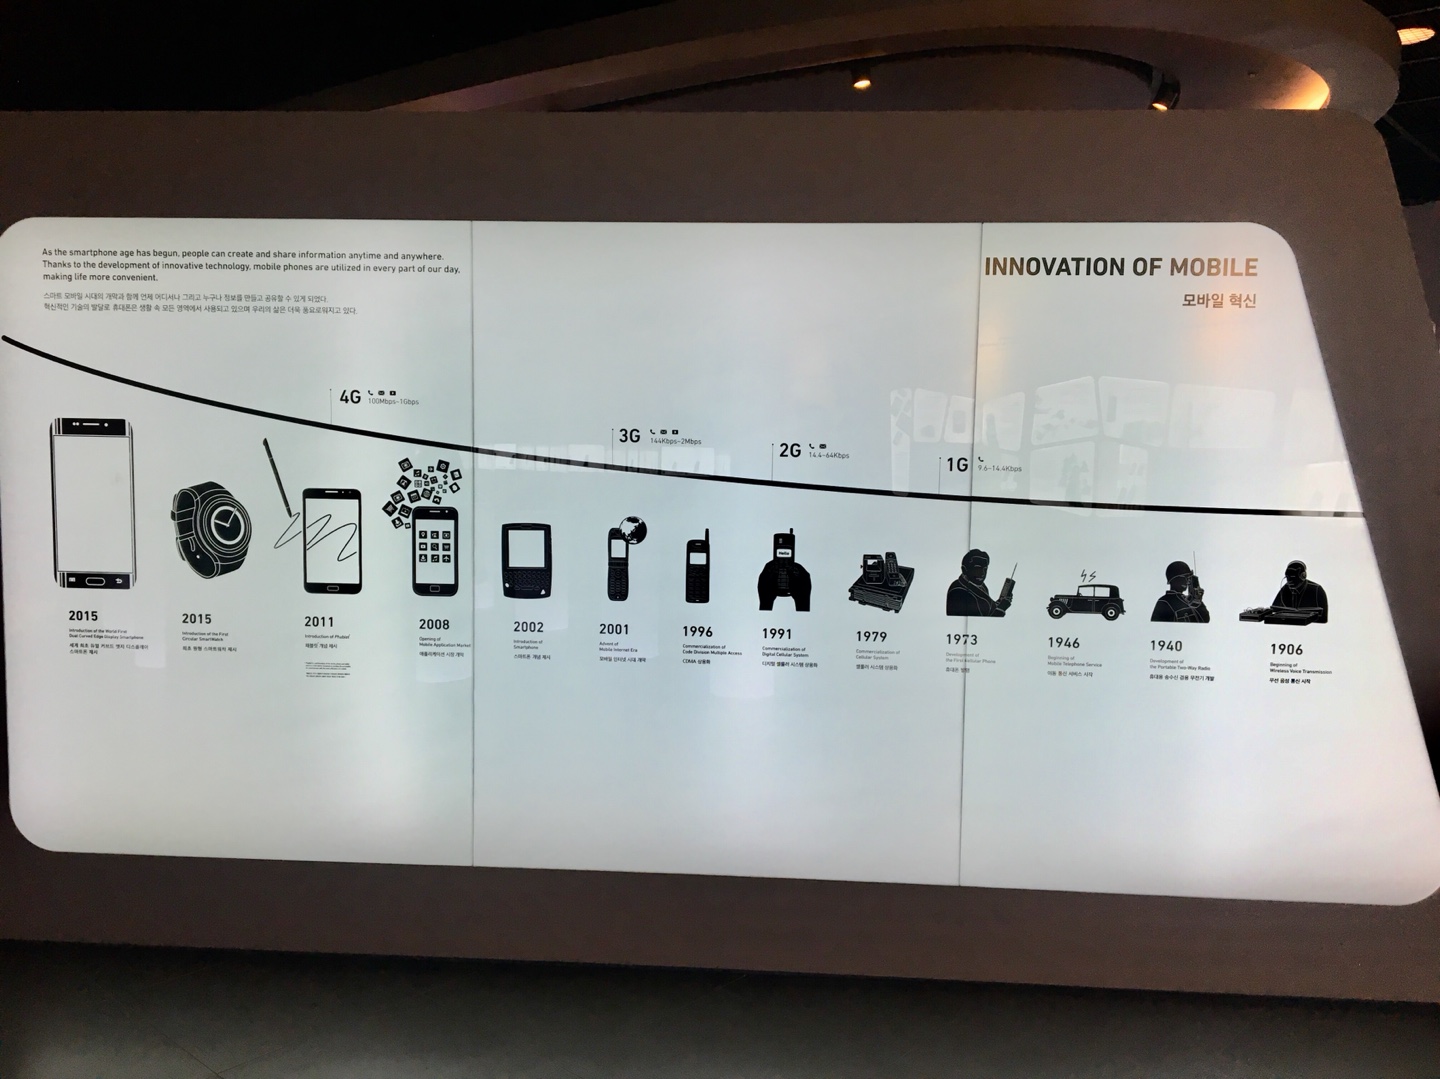 As the smartphone age has begun, people can create and share information anytime and anywhere.
Thanks to the development of innovative technology, mobile phones are utilized in every part of our day,
making life more convenient.
스마트 모바일 시대의 개막과 함께 언제 어디서나 그리고 누구나 정보를 만들고 공유할 수 있게 되었다.
혁신적인 기술의 발달로 휴대폰은 생활 속 모든 영역에서 사용되고 있으며 우리의 삶은 더욱 풍요로워지고 있다.
INNOVATION OF MOBILE
모바일 혁신
4G
100Mbps~1Gbps
3G
144Kbps~2Mbps
2G
14.4~64Kbps
1G
9.6~14.4Kbps
2015
Introduction of the World First
Dual Curved Edge Display Smartphone
세계 최초 듀얼 커브드 엣지 디스플레이
스마트폰 제시
2015
Introduction of the First
Circular SmartWatch
최초 원형 스마트워치 제시
2011
Introduction of Phablet
패블릿 개념 제시
2008
Opening of
Mobile Application Market
애플리케이션 시장 개막
2002
Introduction of
Smartphone
스마트폰 개념 제시
2001
Advent of
Mobile Internet Era
모바일 인터넷 시대 개막
1996
Commercialization of
Code Division Multiple Access
CDMA 상용화
Hello
1991
Commercialization of
Digital Cellular System
디지털 셀룰러 시스템 상용화
1979
Commercialization of
Cellular System
셀룰러 시스템 상용화
1973
Development of
the First Cellular Phone
휴대폰 개발
1946
Beginning of
Mobile Telephone Service
이동 통신 서비스 시작
1940
Development of
the Portable Two-Way Radio
휴대용 송수신 겸용 무전기 개발
1906
Beginning of
Wireless Voice Transmission
무선 음성 통신 시작